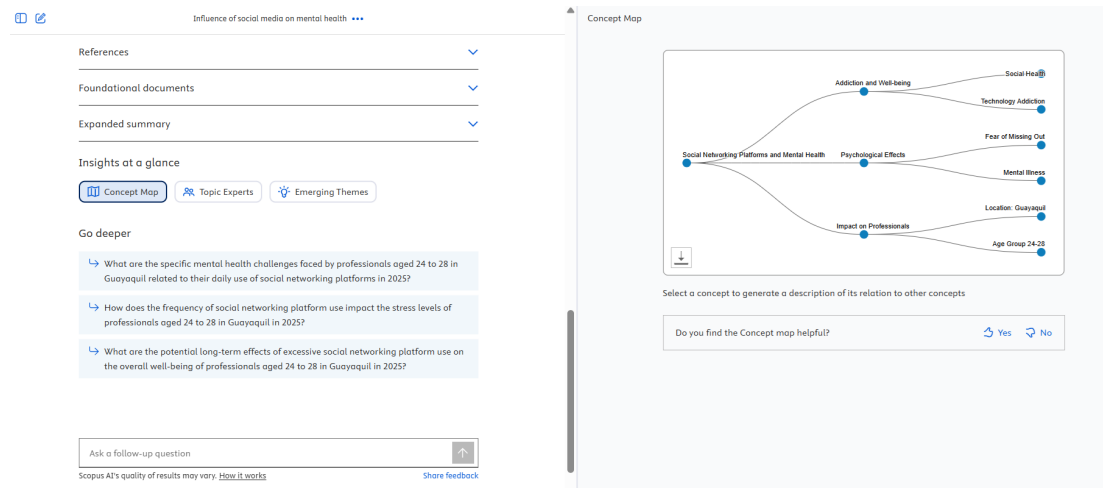 Influence of social media on mental health
References
Foundational documents
Expanded summary
Insights at a glance
Concept Map
Topic Experts
Emerging Themes
Go deeper
What are the specific mental health challenges faced by professionals aged 24 to 28 in
Guayaquil related to their daily use of social networking platforms in 2025?
How does the frequency of social networking platform use impact the stress levels of
professionals aged 24 to 28 in Guayaquil in 2025?
What are the potential long-term effects of excessive social networking platform use on
the overall well-being of professionals aged 24 to 28 in Guayaquil in 2025?
Ask a follow-up question
Scopus AI's quality of results may vary. How it works
Share feedback
Concept Map
Social Health
Addiction and Well-being
Technology Addiction
Fear of Missing Out
Social Networking Platforms and Mental Health
Psychological Effects
Mental Illness
Location: Guayaquil
Impact on Professionals
Age Group 24-28
Select a concept to generate a description of its relation to other concepts
Do you find the Concept map helpful?
Yes
No